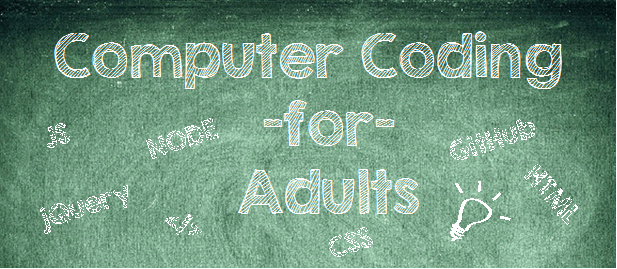 Computer Coding
-for-
Adults
JS
NODE
GitHub
HTML
jQuery
</>
CSS